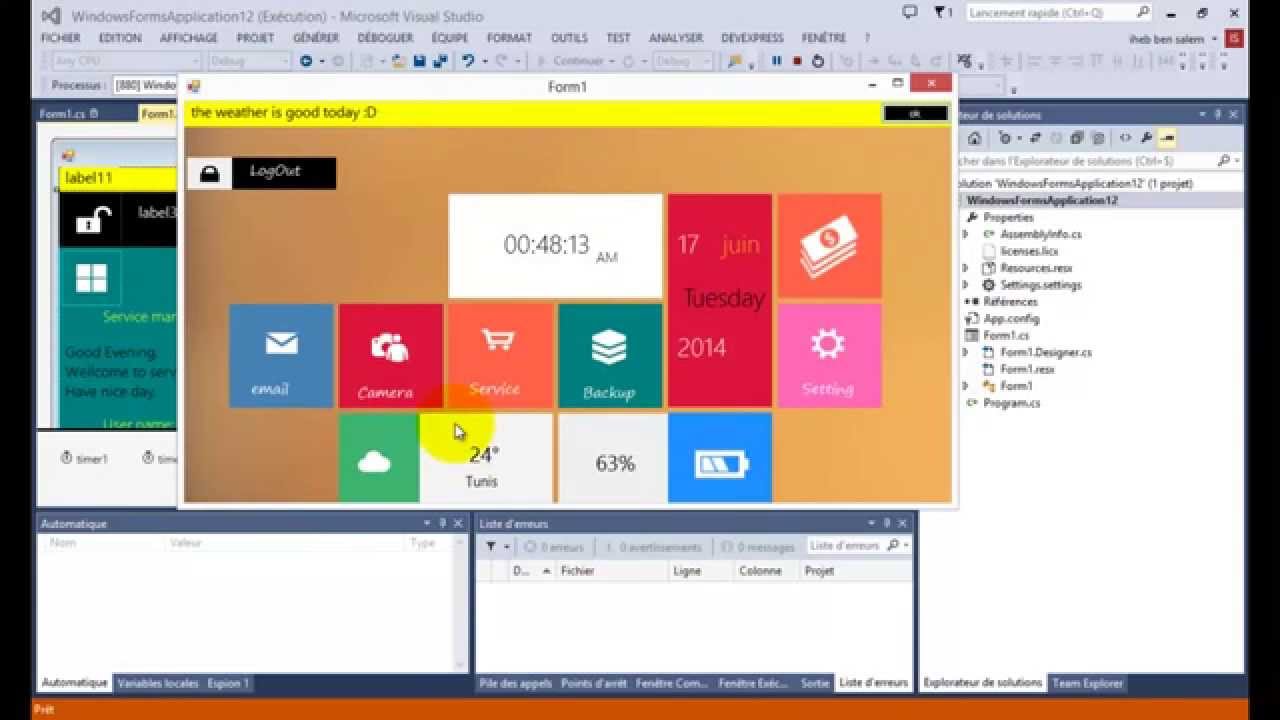 WindowsFormsApplication12 (Exécution) - Microsoft Visual Studio
1
Lancement rapide (Ctrl+Q)
FICHIER EDITION AFFICHAGE PROJET GÉNÉRER DÉBOGUER ÉQUIPE FORMAT OUTILS TEST ANALYSER DEVEXPRESS FENÊTRE ?
iheb ben salem IS
Any CPU Debug Continuer Debug
Processus : [880] Windo
Form1
Form1.cs
Form1.
the weather is good today :D
ok
label11
LogOut
label3
Service man
Good Evening,
Wellcome to serv
Have nice day.
User name:
00:48:13 AM
17 juin
Tuesday
2014
email
Camera
Service
Backup
Setting
24°
Tunis
63%
timer1
time
teur de solutions
cher dans l'Explorateur de solutions (Ctrl+$)
olution 'WindowsFormsApplication12' (1 projet)
WindowsFormsApplication12
Properties
AssemblyInfo.cs
licenses.licx
Resources.resx
Settings.settings
Références
App.config
Form1.cs
Form1.Designer.cs
Form1.resx
Form1
Program.cs
Automatique
Nom Valeur Type
Liste d'erreurs
0 erreurs 0 avertissements 0 messages Liste d'erreurs
D... Fichier Ligne Colonne Projet
Automatique Variables locales Espion 1
Pile des appels Points d'arrêt Fenêtre Com... Fenêtre Exéc... Sortie Liste d'erreurs
Explorateur de solutions Team Explorer
Prêt